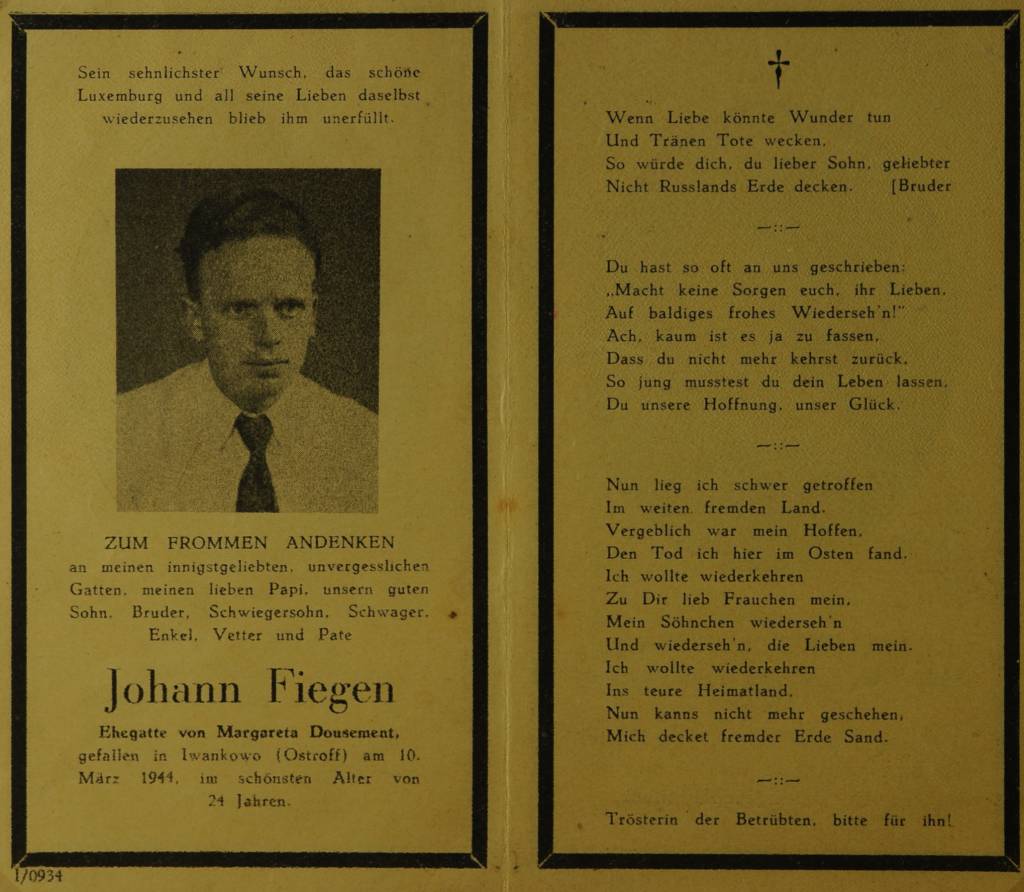 Sein sehnlichster Wunsch, das schöne
Luxemburg und all seine Lieben daselbst
wiederzusehen blieb ihm unerfüllt.
ZUM FROMMEN ANDENKEN
an meinen innigstgeliebten, unvergesslichen
Gatten, meinen lieben Papi, unsern guten
Sohn, Bruder, Schwiegersohn, Schwager,
Enkel, Vetter und Pate
Johann Fiegen
Ehegatte von Margareta Dousement,
gefallen in Iwankowo (Ostroff) am 10.
März 1944, im schönsten Alter von
24 Jahren.
1/0934
Wenn Liebe könnte Wunder tun
Und Tränen Tote wecken,
So würde dich, du lieber Sohn, geliebter
Nicht Russlands Erde decken. [Bruder
Du hast so oft an uns geschrieben:
„Macht keine Sorgen euch, ihr Lieben,
Auf baldiges frohes Wiederseh'n!"
Ach, kaum ist es ja zu fassen,
Dass du nicht mehr kehrst zurück,
So jung musstest du dein Leben lassen,
Du unsere Hoffnung, unser Glück.
Nun lieg ich schwer getroffen
Im weiten fremden Land.
Vergeblich war mein Hoffen,
Den Tod ich hier im Osten fand.
Ich wollte wiederkehren
Zu Dir lieb Frauchen mein,
Mein Söhnchen wiederseh'n
Und wiederseh'n, die Lieben mein.
Ich wollte wiederkehren
Ins teure Heimatland,
Nun kanns nicht mehr geschehen,
Mich decket fremder Erde Sand.
Trösterin der Betrübten, bitte für ihn!